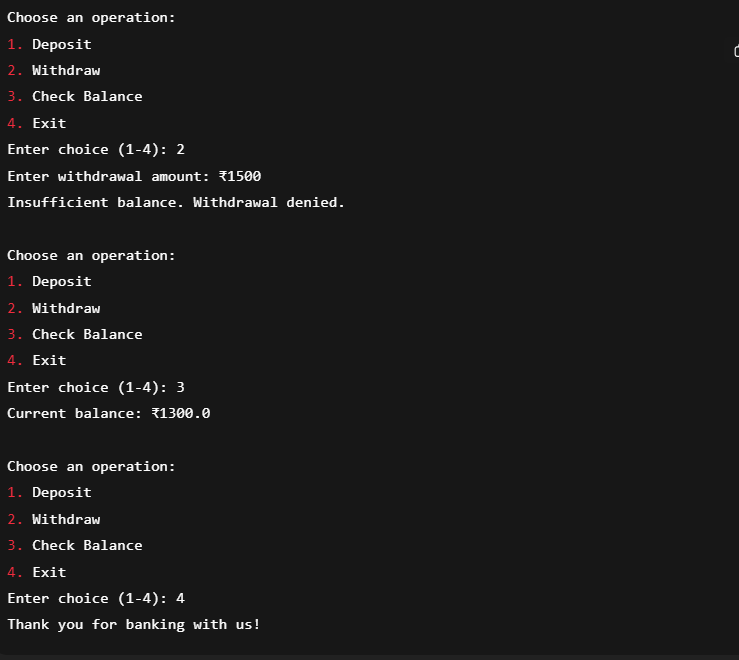 Choose an operation:
1. Deposit
2. Withdraw
3. Check Balance
4. Exit
Enter choice (1-4): 2
Enter withdrawal amount: ₹1500
Insufficient balance. Withdrawal denied.
Choose an operation:
1. Deposit
2. Withdraw
3. Check Balance
4. Exit
Enter choice (1-4): 3
Current balance: ₹1300.0
Choose an operation:
1. Deposit
2. Withdraw
3. Check Balance
4. Exit
Enter choice (1-4): 4
Thank you for banking with us!